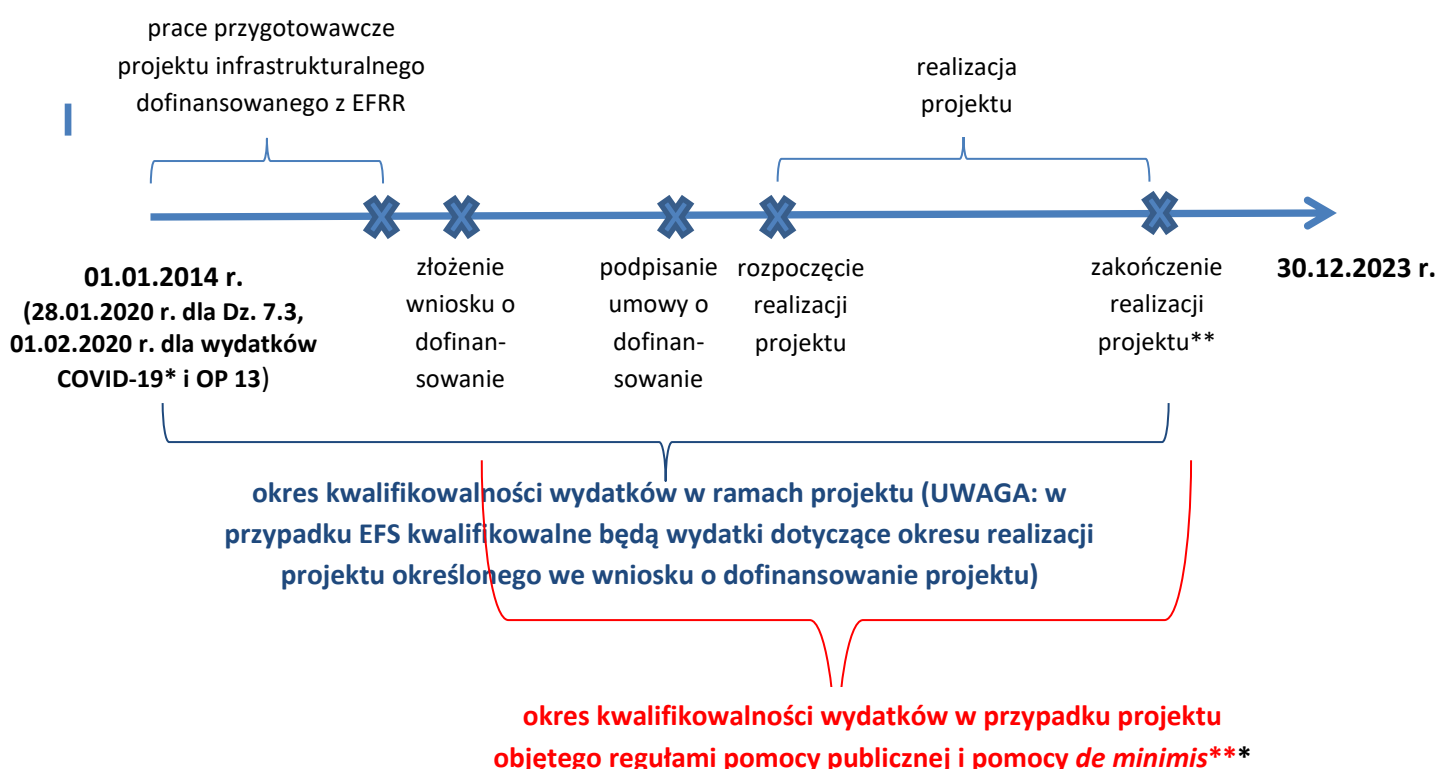 prace przygotowawcze
projektu infrastrukturalnego
dofinansowanego z EFRR
realizacja
projektu
01.01.2014 r.
(28.01.2020 r. dla Dz. 7.3,
01.02.2020 r. dla wydatków
COVID-19* i OP 13)
złożenie
wniosku o
dofinan-
sowanie
podpisanie
umowy o
dofinan-
sowanie
rozpoczęcie
realizacji
projektu
zakończenie
realizacji
projektu**
30.12.2023 r.
okres kwalifikowalności wydatków w ramach projektu (UWAGA: w
przypadku EFS kwalifikowalne będą wydatki dotyczące okresu realizacji
projektu określonego we wniosku o dofinansowanie projektu)
okres kwalifikowalności wydatków w przypadku projektu
objętego regułami pomocy publicznej i pomocy de minimis***